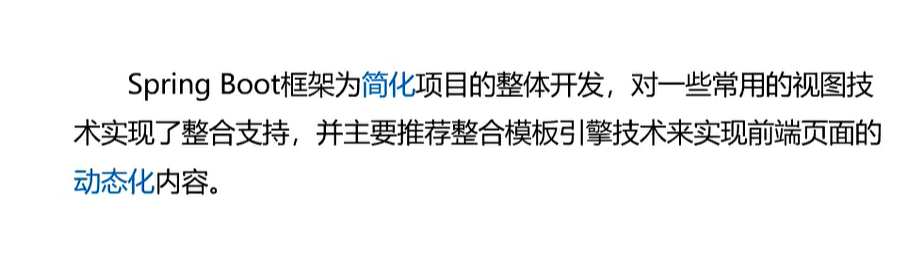 Spring Boot框架为简化项目的整体开发，对一些常用的视图技
术实现了整合支持，并主要推荐整合模板引擎技术来实现前端页面的
动态化内容。